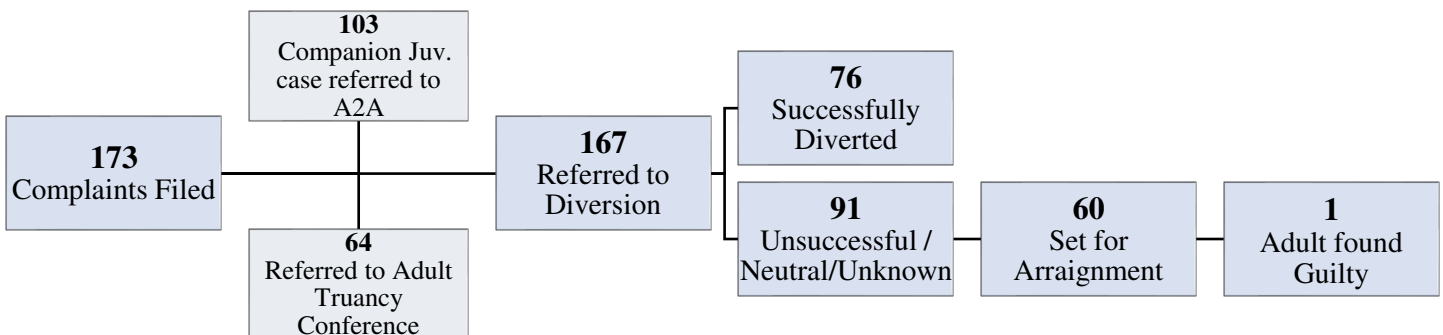 173
Complaints Filed
103
Companion Juv.
case referred to
A2A
64
Referred to Adult
Truancy
Conference
167
Referred to
Diversion
76
Successfully
Diverted
91
Unsuccessful /
Neutral/Unknown
60
Set for
Arraignment
1
Adult found
Guilty